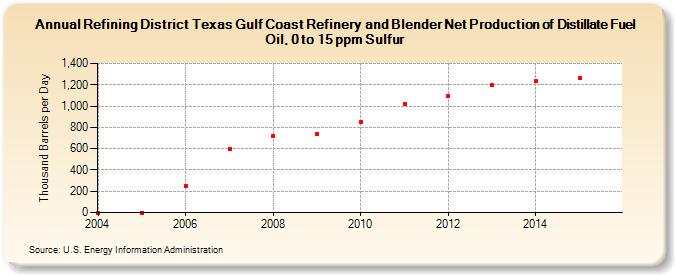 Annual Refining District Texas Gulf Coast Refinery and Blender Net Production of Distillate Fuel
Oil, 0 to 15 ppm Sulfur
Thousand Barrels per Day
1,400
1,200
1,000
800
600
400
200
0
2004 2006 2008 2010 2012 2014
Source: U.S. Energy Information Administration